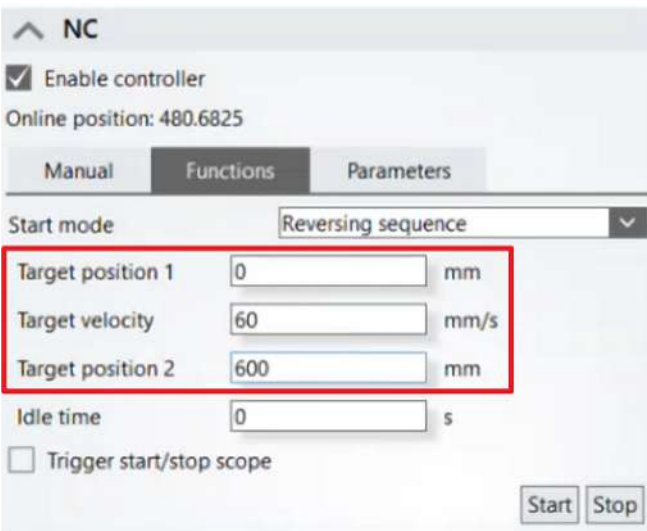 NC
Enable controller
Online position: 480.6825
Manual Functions Parameters
Start mode Reversing sequence
Target position 1 0 mm
Target velocity 60 mm/s
Target position 2 600 mm
Idle time 0 s
Trigger start/stop scope
Start Stop